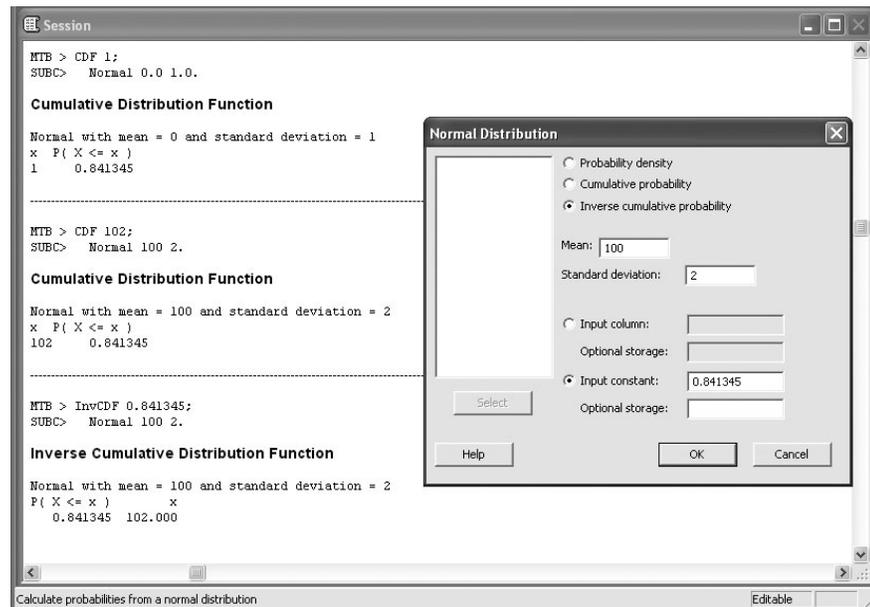 Session
MTB > CDF 1;
SUBC> Normal 0.0 1.0.
Cumulative Distribution Function
Normal with mean = 0 and standard deviation = 1
x P( X <= x )
1 0.841345
MTB > CDF 102;
SUBC> Normal 100 2.
Cumulative Distribution Function
Normal with mean = 100 and standard deviation = 2
x P( X <= x )
102 0.841345
MTB > InvCDF 0.841345;
SUBC> Normal 100 2.
Inverse Cumulative Distribution Function
Normal with mean = 100 and standard deviation = 2
P( X <= x ) x
0.841345 102.000
Normal Distribution
Probability density
Cumulative probability
Inverse cumulative probability
Mean: 100
Standard deviation: 2
Input column:
Optional storage:
Input constant: 0.841345
Optional storage:
Select
Help OK Cancel
Calculate probabilities from a normal distribution Editable